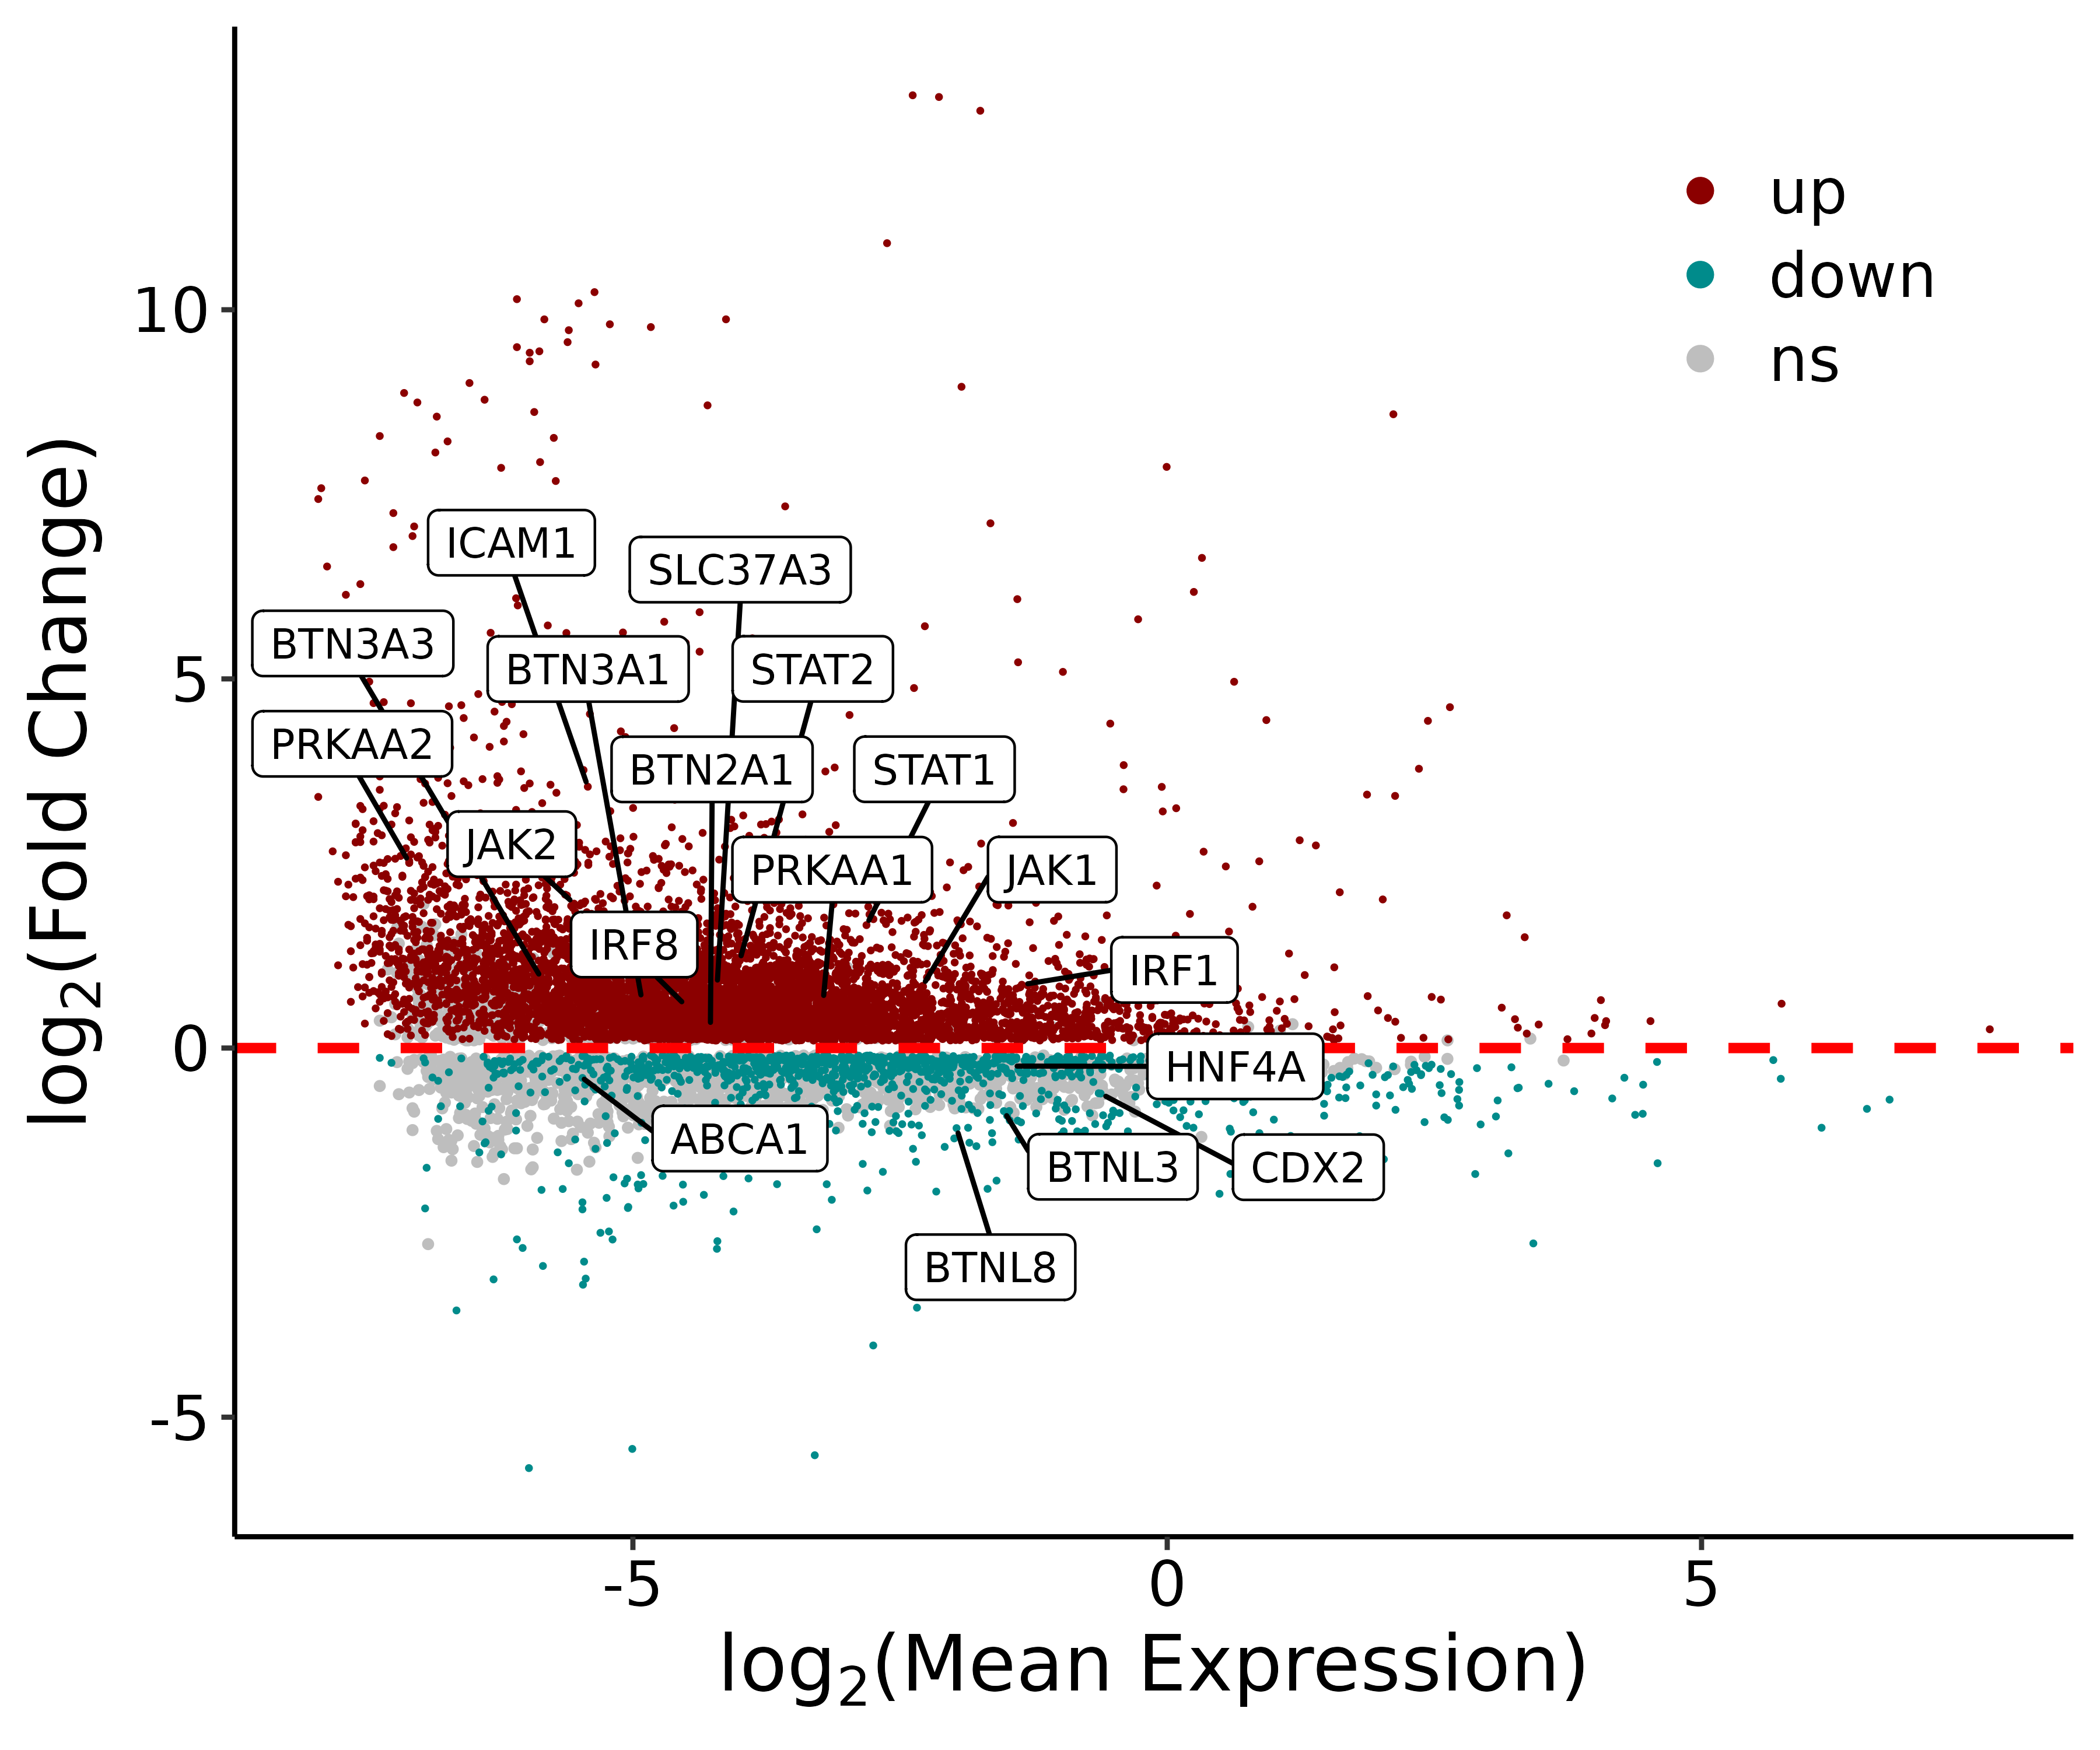 up
down
ns
10
5
0
-5
log2(Fold Change)
ICAM1
SLC37A3
BTN3A3
BTN3A1
STAT2
PRKAA2
BTN2A1
STAT1
JAK2
PRKAA1
JAK1
IRF8
IRF1
HNF4A
ABCA1
BTNL3
CDX2
BTNL8
-5
0
5
log2(Mean Expression)